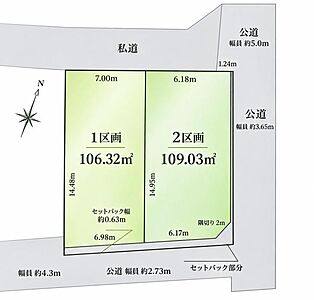 公道
幅員 約5.0m
私道
1.24m
7.00m
6.18m
N
公道
幅員 約3.65m
1区画
106.32㎡
2区画
109.03㎡
14.48m
14.95m
セットバック幅
約0.63m
隅切り 2m
6.98m
6.17m
幅員 約4.3m
公道 幅員 約2.73m
セットバック部分